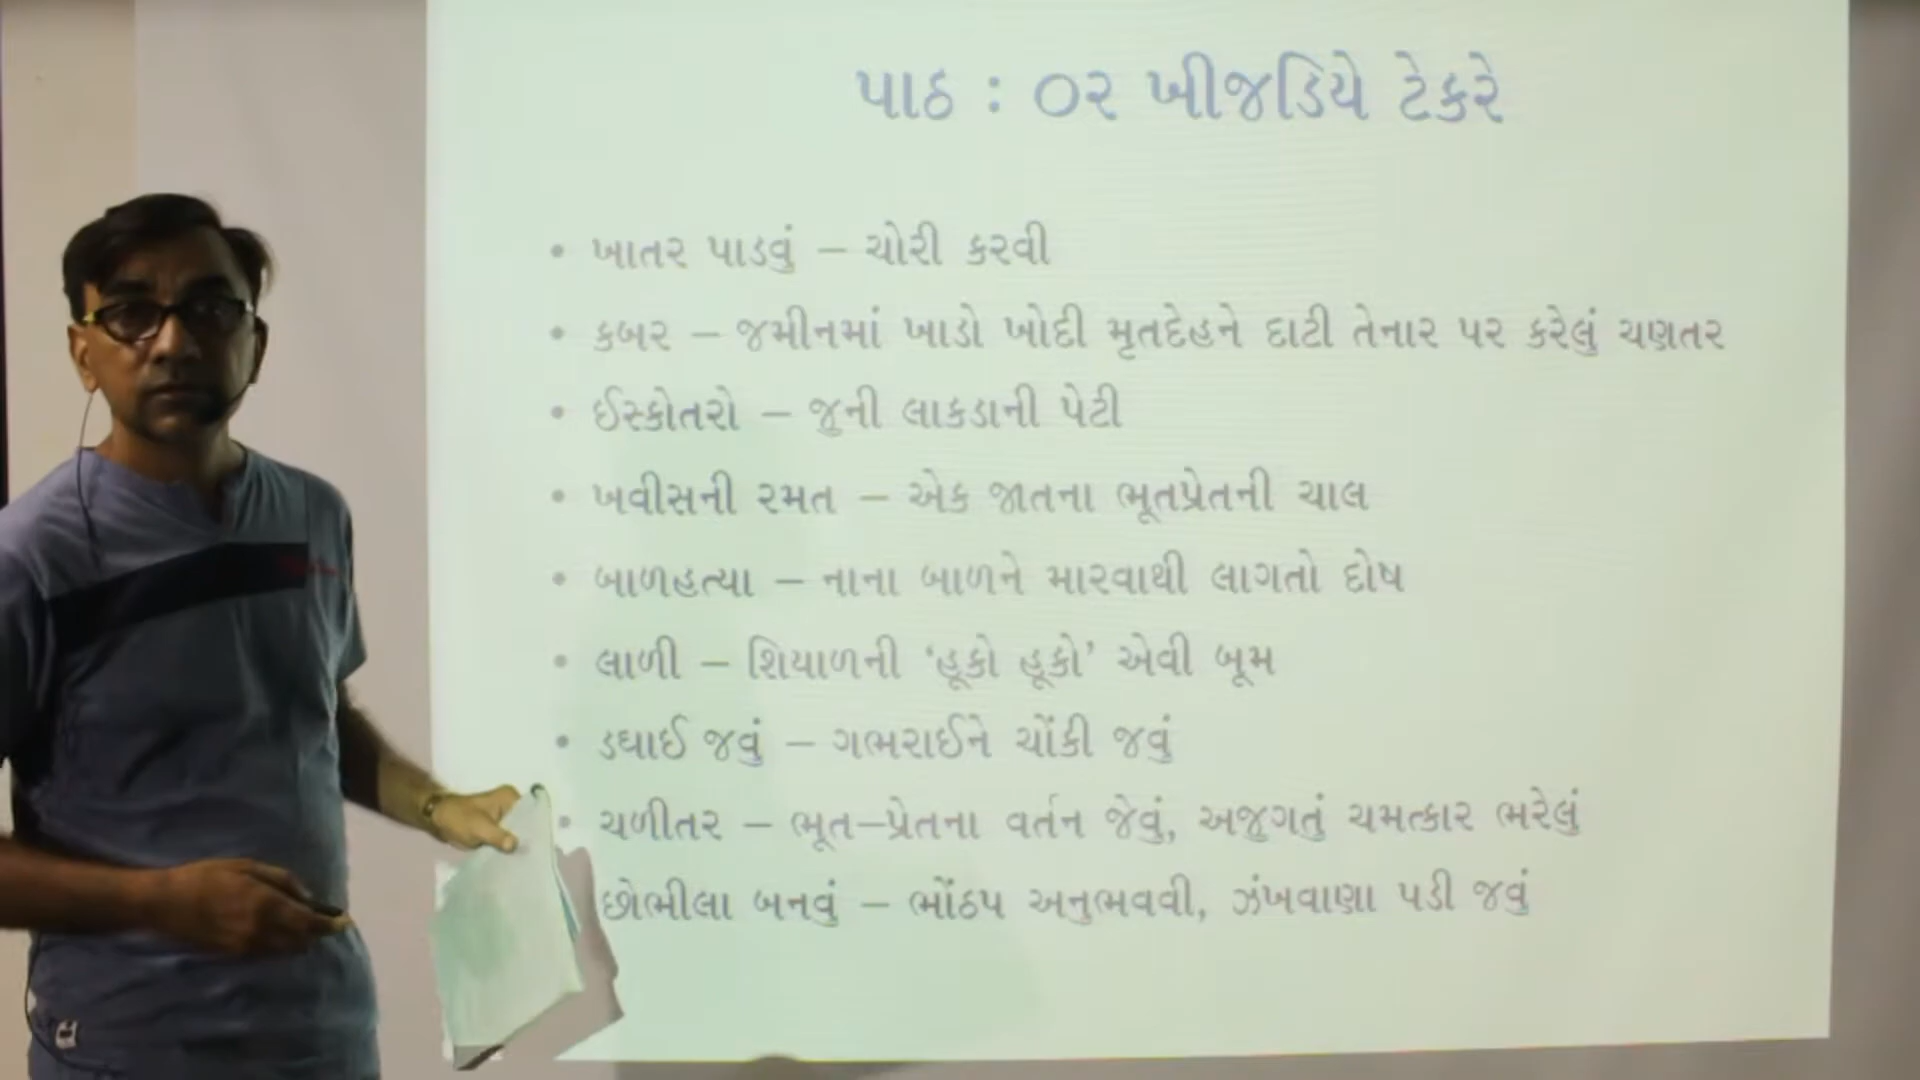 પાઠ : ૦૨ ખીજડિયે ટેકરે
• ખાતર પાડવું – ચોરી કરવી
• કબર – જમીનમાં ખાડો ખોદી મૃતદેહને દાટી તેનાર પર કરેલું ચણતર
• ઈસ્કોતરો – જુની લાકડાની પેટી
• ખવીસની રમત – એક જાતના ભૂતપ્રેતની ચાલ
• બાળહત્યા – નાના બાળને મારવાથી લાગતો દોષ
• લાળી – શિયાળની ‘હૂકો હૂકો’ એવી બૂમ
• ડઘાઈ જવું – ગભરાઈને ચોંકી જવું
• ચળીતર – ભૂત–પ્રેતના વર્તન જેવું, અજુગતું ચમત્કાર ભરેલું
છોભીલા બનવું – ભોંઠપ અનુભવવી, ઝંખવાણા પડી જવું